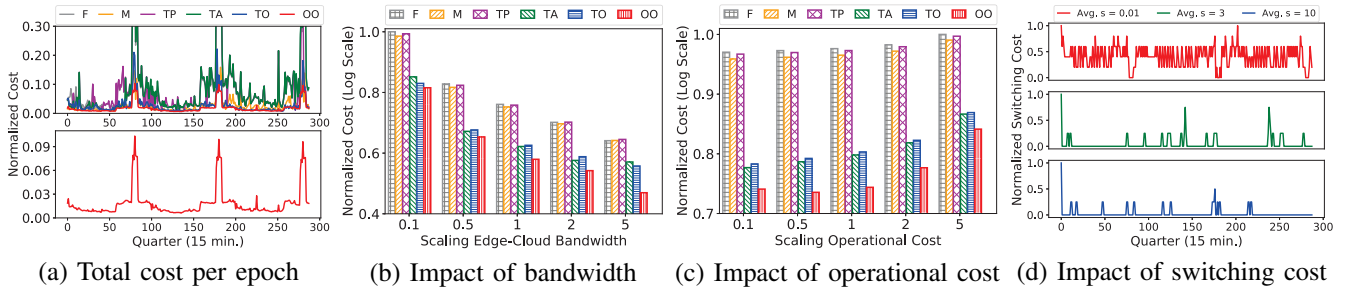 F M TP TA TO OO
Normalized Cost
0.30
0.20
0.10
0.00
0 50 100 150 200 250 300
0.09
0.06
0.03
0.00
0 50 100 150 200 250 300
Quarter (15 min.)
(a) Total cost per epoch
F M TP TA TO OO
Normalized Cost (Log Scale)
1.0
0.8
0.6
0.4
0.1 0.5 1 2 5
Scaling Edge-Cloud Bandwidth
(b) Impact of bandwidth
F M TP TA TO OO
Normalized Cost (Log Scale)
1.0
0.9
0.8
0.7
0.1 0.5 1 2 5
Scaling Operational Cost
(c) Impact of operational cost
Avg. s = 0.01 Avg. s = 3 Avg. s = 10
Normalized Switching Cost
1.0
0.5
0.0
1.0
0.5
0.0
1.0
0.5
0.0
0 50 100 150 200 250 300
Quarter (15 min.)
(d) Impact of switching cost